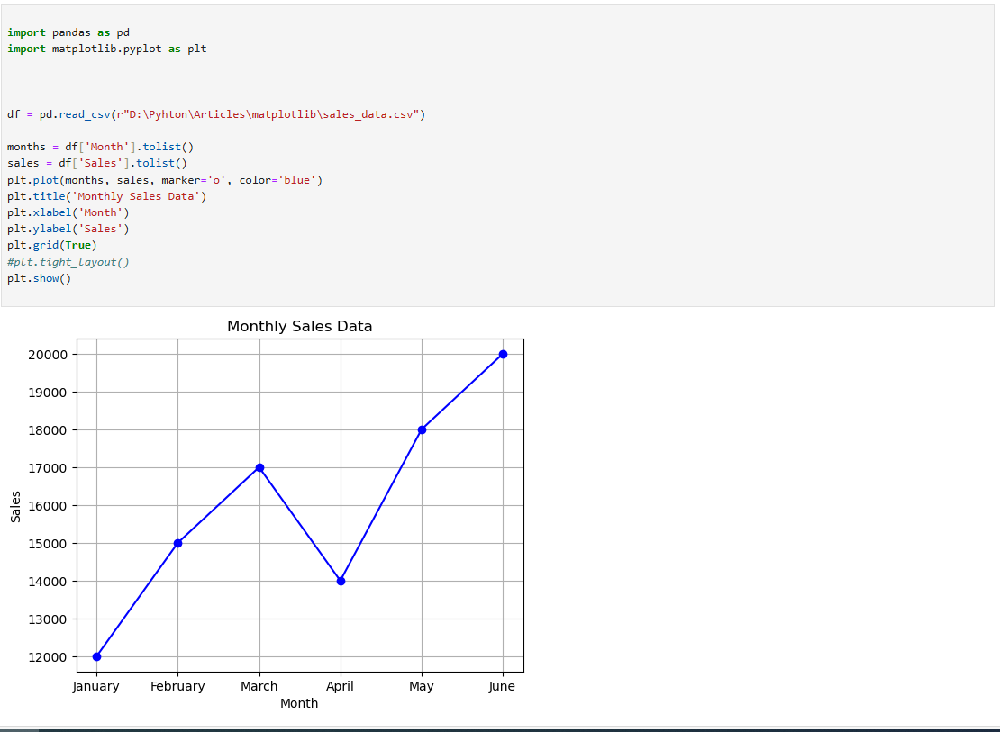 import pandas as pd
import matplotlib.pyplot as plt
df = pd.read_csv(r"D:\Pyhton\Articles\matplotlib\sales_data.csv")
months = df['Month'].tolist()
sales = df['Sales'].tolist()
plt.plot(months, sales, marker='o', color='blue')
plt.title('Monthly Sales Data')
plt.xlabel('Month')
plt.ylabel('Sales')
plt.grid(True)
#plt.tight_layout()
plt.show()
Monthly Sales Data
20000
19000
18000
17000
16000
15000
14000
13000
12000
Sales
January February March April May June
Month